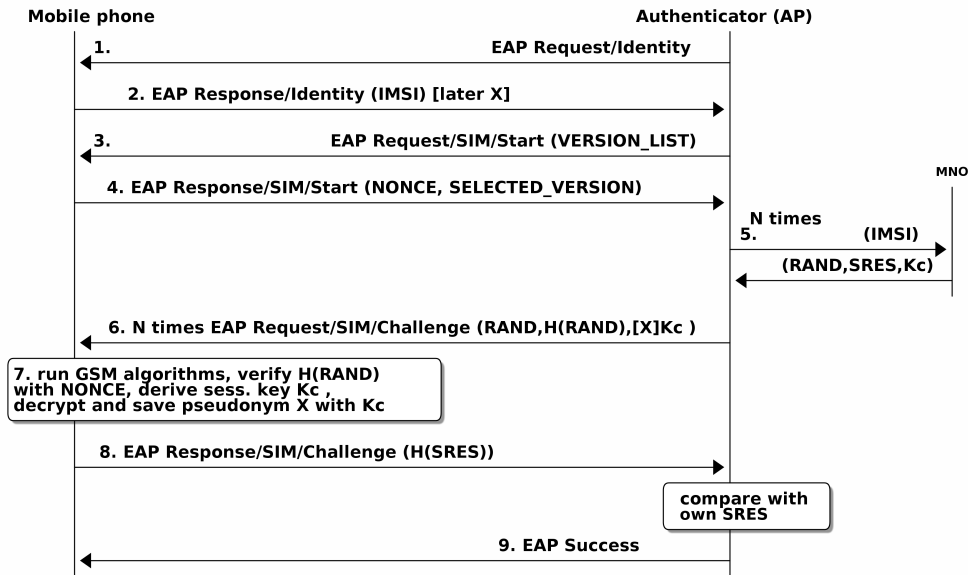 Mobile phone
Authenticator (AP)
1.
EAP Request/Identity
2. EAP Response/Identity (IMSI) [later X]
3.
EAP Request/SIM/Start (VERSION_LIST)
4. EAP Response/SIM/Start (NONCE, SELECTED_VERSION)
MNO
N times
5.
(IMSI)
(RAND,SRES,Kc)
6. N times EAP Request/SIM/Challenge (RAND,H(RAND),[X]Kc )
7. run GSM algorithms, verify H(RAND)
with NONCE, derive sess. key Kc ,
decrypt and save pseudonym X with Kc
8. EAP Response/SIM/Challenge (H(SRES))
compare with
own SRES
9. EAP Success